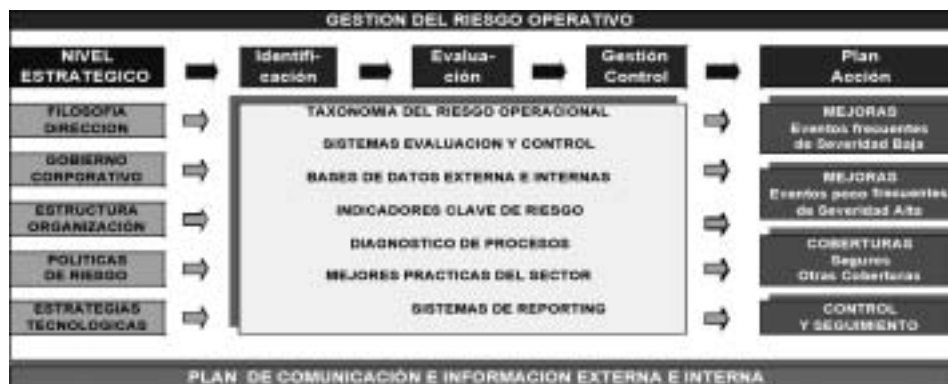 GESTION DEL RIESGO OPERATIVO
NIVEL
ESTRATEGICO
Identifi-
cación
Evalua-
ción
Gestión
Control
Plan
Acción
FILOSOFIA
DIRECCION
GOBIERNO
CORPORATIVO
ESTRUCTURA
ORGANIZACIÓN
POLITICAS
DE RIESGO
ESTRATEGIAS
TECNOLOGICAS
TAXONOMIA DEL RIESGO OPERACIONAL
SISTEMAS EVALUACION Y CONTROL
BASES DE DATOS EXTERNA E INTERNAS
INDICADORES CLAVE DE RIESGO
DIAGNOSTICO DE PROCESOS
MEJORES PRACTICAS DEL SECTOR
SISTEMAS DE REPORTING
MEJORAS
Eventos frecuentes
de Severidad Baja
MEJORAS
Eventos poco frecuentes
de Severidad Alta
COBERTURAS
Seguros
Otras Coberturas
CONTROL
Y SEGUIMIENTO
PLAN DE COMUNICACIÓN E INFORMACION EXTERNA E INTERNA